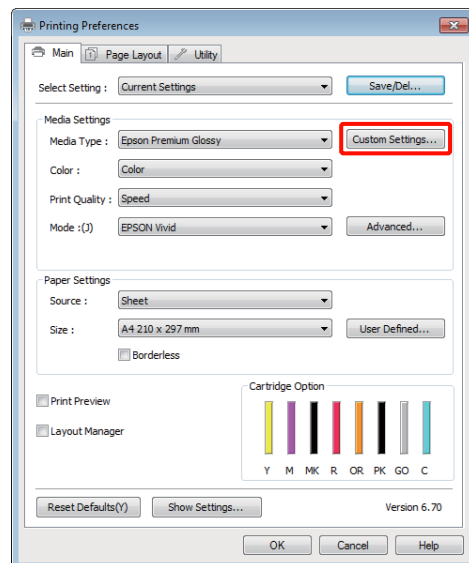 Printing Preferences
Main Page Layout Utility
Select Setting : Current Settings Save/Del...
Media Settings
Media Type : Epson Premium Glossy Custom Settings...
Color : Color
Print Quality : Speed
Mode :(J) EPSON Vivid Advanced...
Paper Settings
Source : Sheet
Size : A4 210 x 297 mm User Defined...
Borderless
Cartridge Option
Print Preview
Layout Manager
Y M MK R OR PK GO C
Reset Defaults(Y) Show Settings... Version 6.70
OK Cancel Help